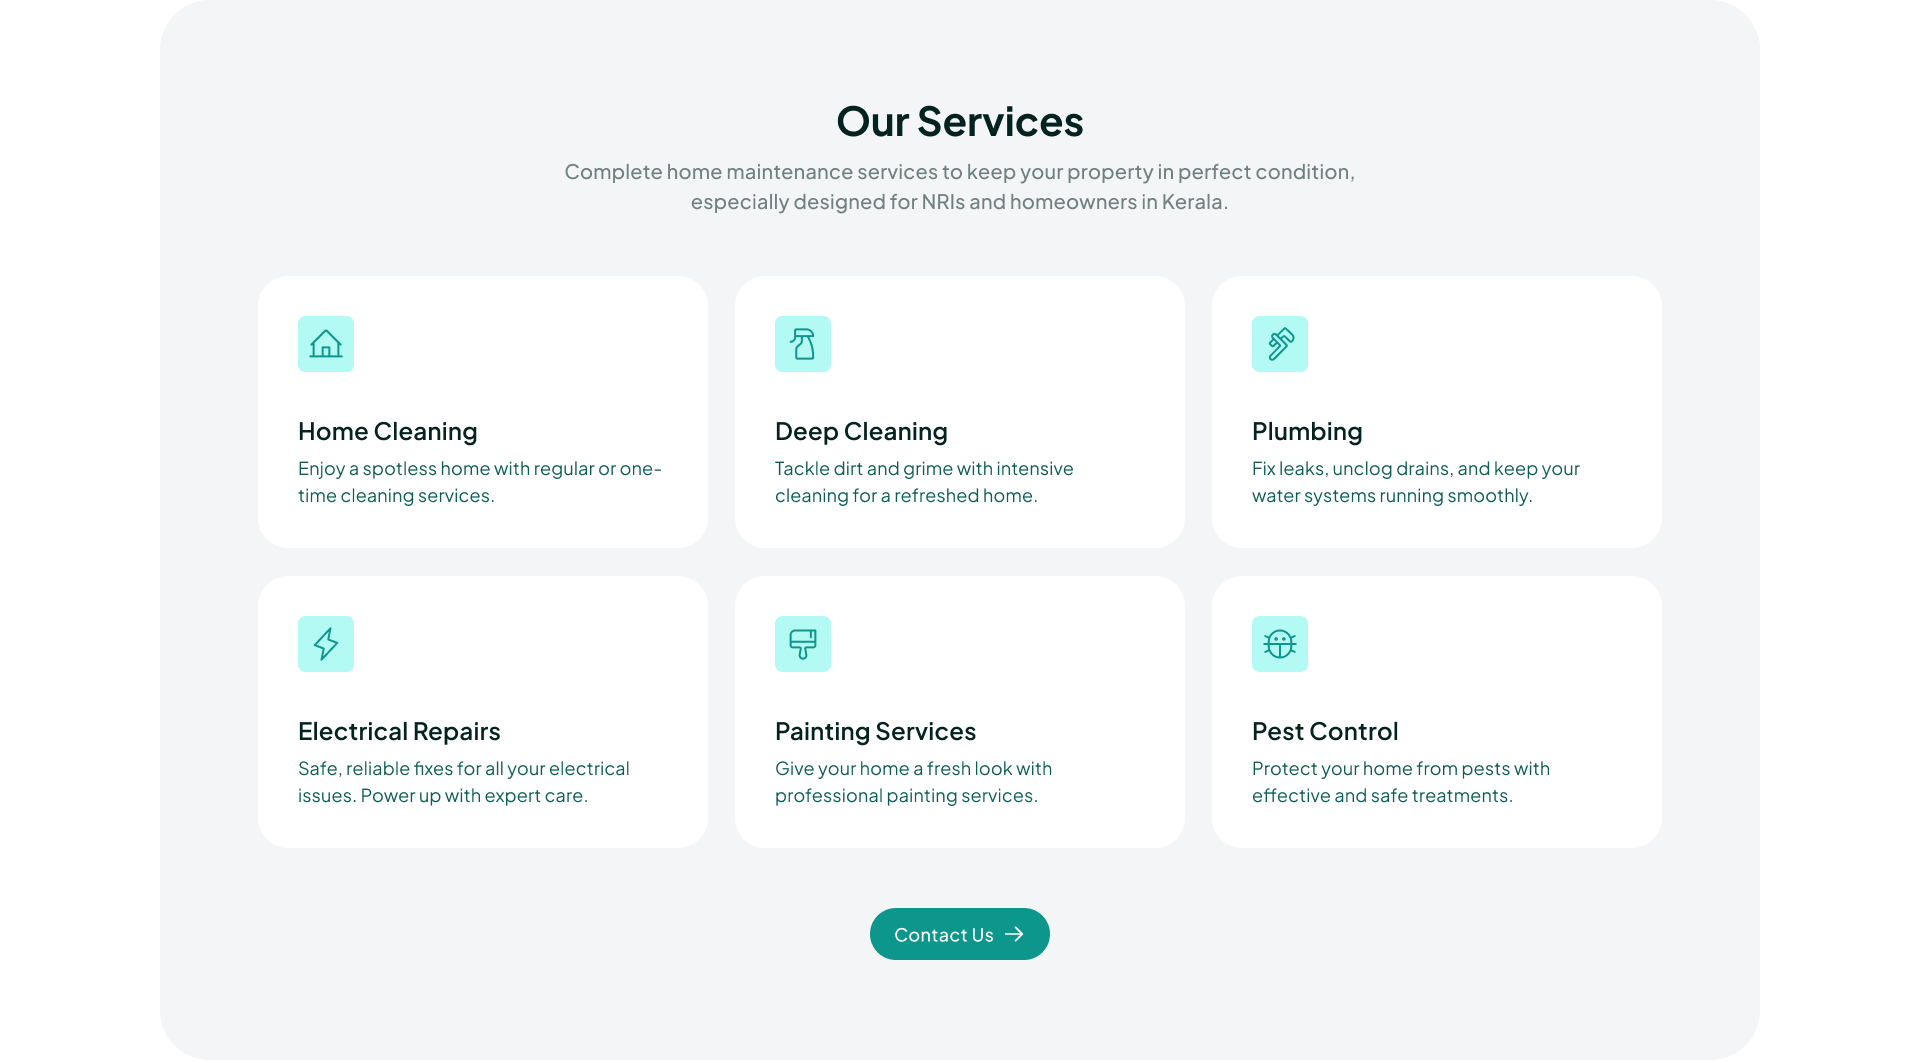 Our Services
Complete home maintenance services to keep your property in perfect condition,
especially designed for NRIs and homeowners in Kerala.
Home Cleaning
Enjoy a spotless home with regular or one-
time cleaning services.
Deep Cleaning
Tackle dirt and grime with intensive
cleaning for a refreshed home.
Plumbing
Fix leaks, unclog drains, and keep your
water systems running smoothly.
Electrical Repairs
Safe, reliable fixes for all your electrical
issues. Power up with expert care.
Painting Services
Give your home a fresh look with
professional painting services.
Pest Control
Protect your home from pests with
effective and safe treatments.
Contact Us